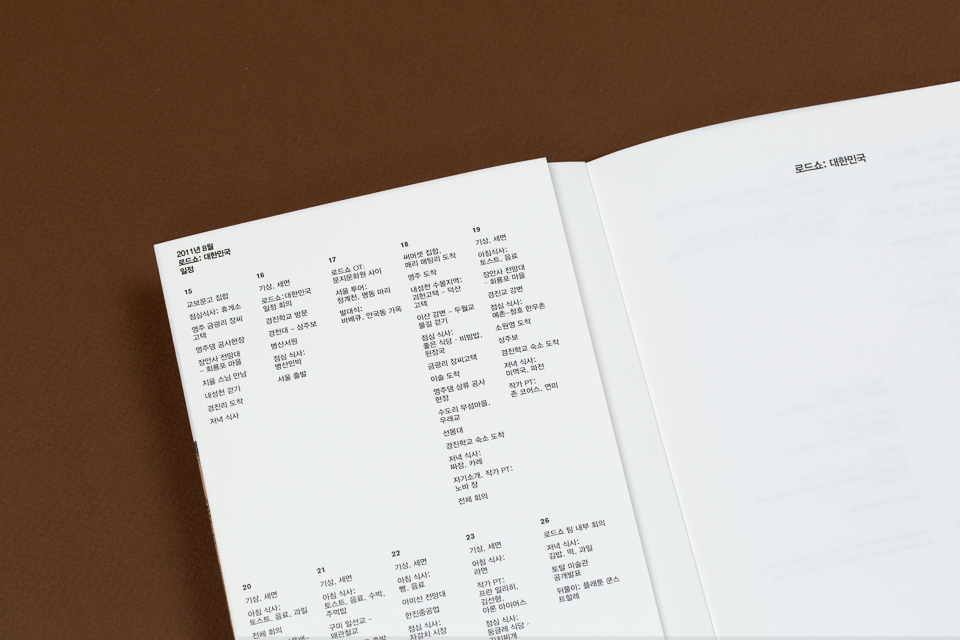 2011년 8월
로드쇼: 대한민국
일정
15
교보문고 집합
점심식사: 휴게소
영주 금광리 장씨
고택
영주댐 공사현장
장안사 전망대
– 회룡포 마을
지율 스님 만남
내성천 걷기
경진리 도착
저녁 식사
16
기상, 세면
로드쇼:대한민국
일정 회의
경진학교 방문
경천대 – 상주보
병산서원
점심 식사:
병산민박
서울 출발
17
로드쇼 OT:
문지문화원 사이
서울 투어:
청계천, 명동 마리
발대식:
바베큐, 안국동 가옥
18
써머셋 집합,
매리 패팅리 도착
영주 도착
내성천 수몰지역:
괴헌고택 – 덕산
고택
이산 강변 – 두월교
물길 걷기
점심 식사:
좋은 식당 – 비빔밥,
된장국
금광리 장씨고택
이솔 도착
영주댐 상류 공사
현장
수도리 무섬마을,
무래교
선몽대
경진학교 숙소 도착
저녁 식사:
짜장, 카레
자기소개, 작가 PT:
노바 장
전체 회의
19
기상, 세면
아침식사:
토스트, 음료
장안사 전망대
– 회룡포 마을
경진교 강변
점심 식사:
예촌–청호 한우촌
소원영 도착
상주보
경진학교 숙소 도착
저녁 식사:
미역국, 파전
작가 PT:
존 코어스, 연미
20
기상, 세면
아침 식사:
토스트, 음료, 과일
전체 회의
21
기상, 세면
아침 식사:
토스트, 음료, 수박,
주먹밥
구미 일선교 –
왜관철교
22
기상, 세면
아침 식사:
빵, 음료
아미산 전망대
한진중공업
점심 식사:
자갈치 시장
23
기상, 세면
아침 식사:
라면
작가 PT:
프란 일리히,
김선형,
아론 마이어스
점심 식사:
둥글레 식당 –
26
로드쇼 팀 내부 회의
저녁 식사:
김밥, 떡, 과일
토탈 미술관
공개발표
뒤풀이: 플래툰 쿤스
트할레
로드쇼: 대한민국